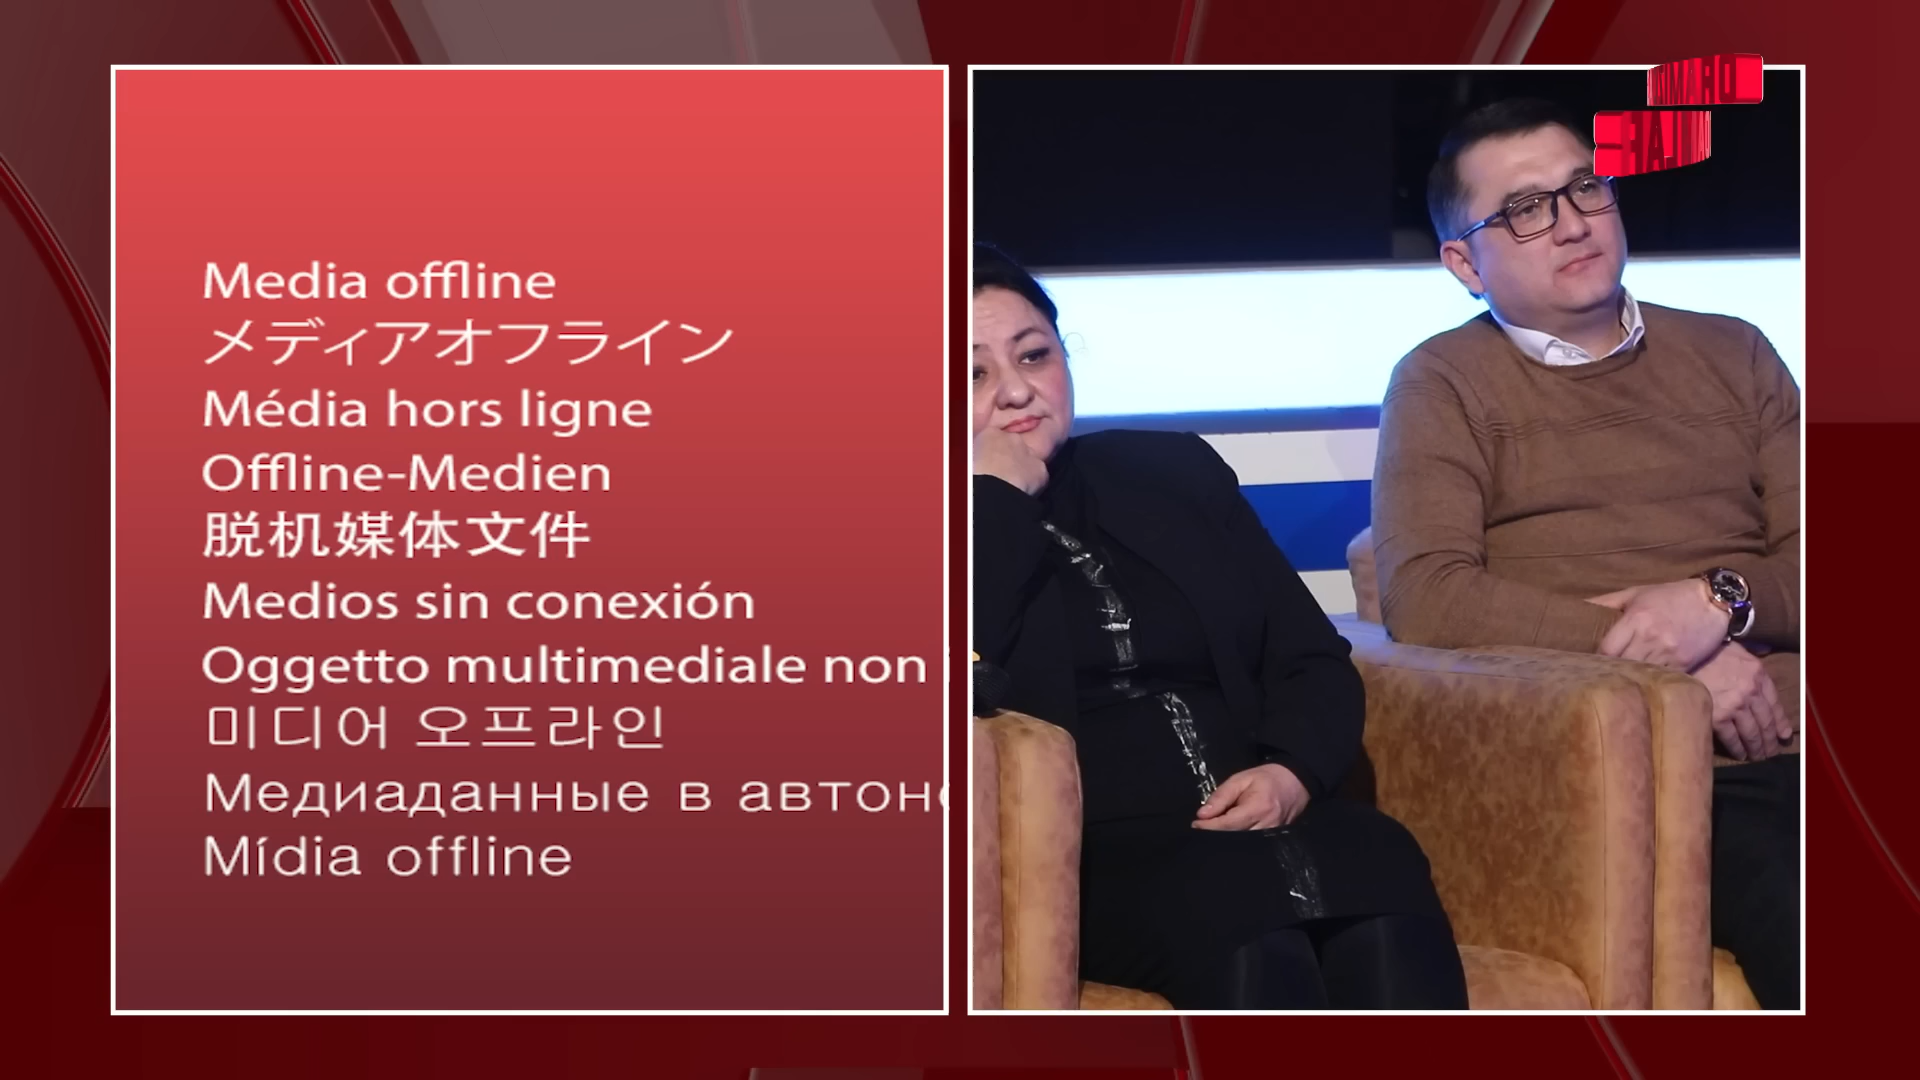 Media offline
メディアオフライン
Média hors ligne
Offline-Medien
脱机媒体文件
Medios sin conexión
Oggetto multimediale non
미디어 오프라인
Медиаданные в автоно
Mídia offline